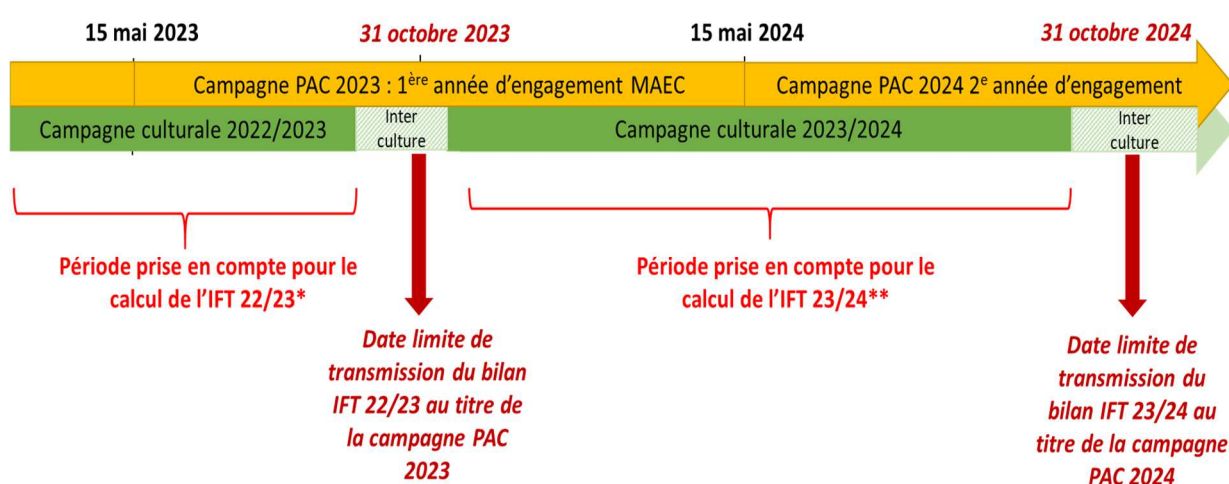 15 mai 2023
31 octobre 2023
15 mai 2024
31 octobre 2024
Campagne PAC 2023 : 1ère année d’engagement MAEC
Campagne PAC 2024 2e année d’engagement
Campagne culturale 2022/2023
Inter
culture
Campagne culturale 2023/2024
Inter
culture
Période prise en compte pour le
calcul de l’IFT 22/23*
Période prise en compte pour le
calcul de l’IFT 23/24**
Date limite de
transmission du bilan
IFT 22/23 au titre de
la campagne PAC
2023
Date limite de
transmission du
bilan IFT 23/24 au
titre de la campagne
PAC 2024